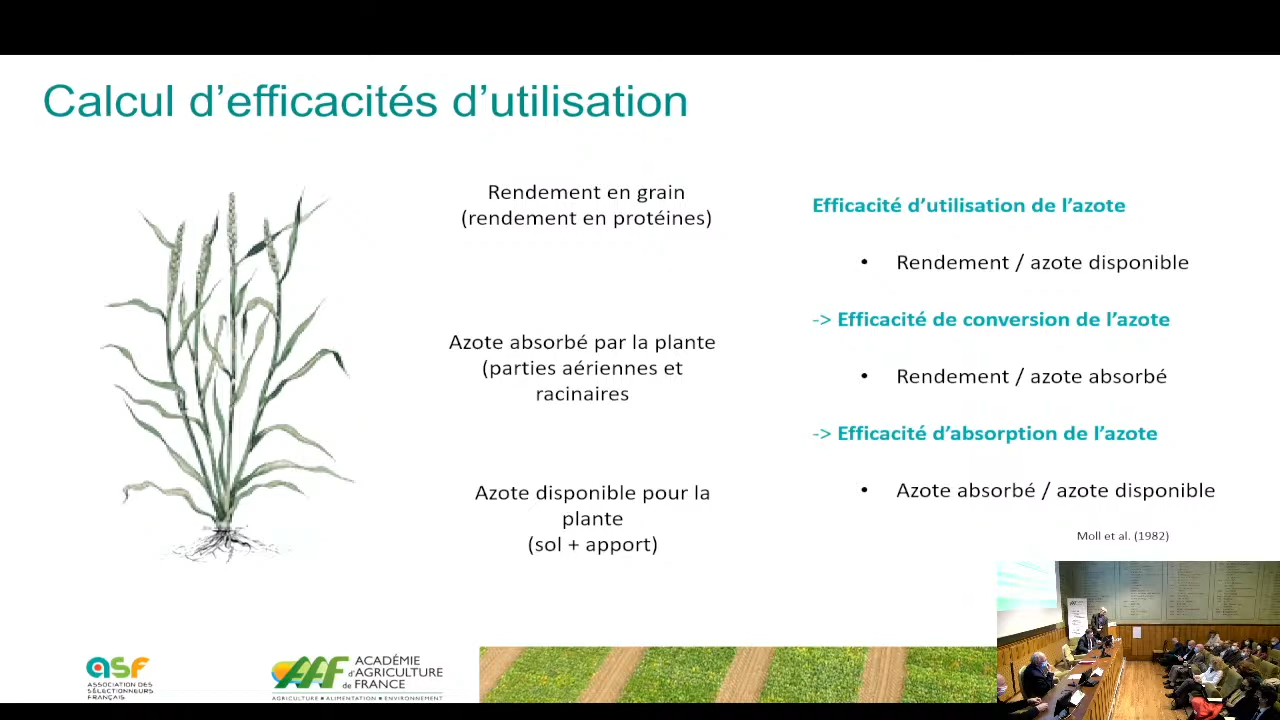 Calcul d'efficacités d'utilisation
Rendement en grain
(rendement en protéines)
Azote absorbé par la plante
(parties aériennes et
racinaires
Azote disponible pour la
plante
(sol + apport)
Efficacité d'utilisation de l'azote
• Rendement / azote disponible
-> Efficacité de conversion de l'azote
• Rendement / azote absorbé
-> Efficacité d'absorption de l'azote
• Azote absorbé / azote disponible
Moll et al. (1982)
asf
ASSOCIATION DES
SÉLECTIONNEURS
FRANÇAIS
AAF
ACADÉMIE
d'AGRICULTURE
de FRANCE
AGRICULTURE • ALIMENTATION • ENVIRONNEMENT